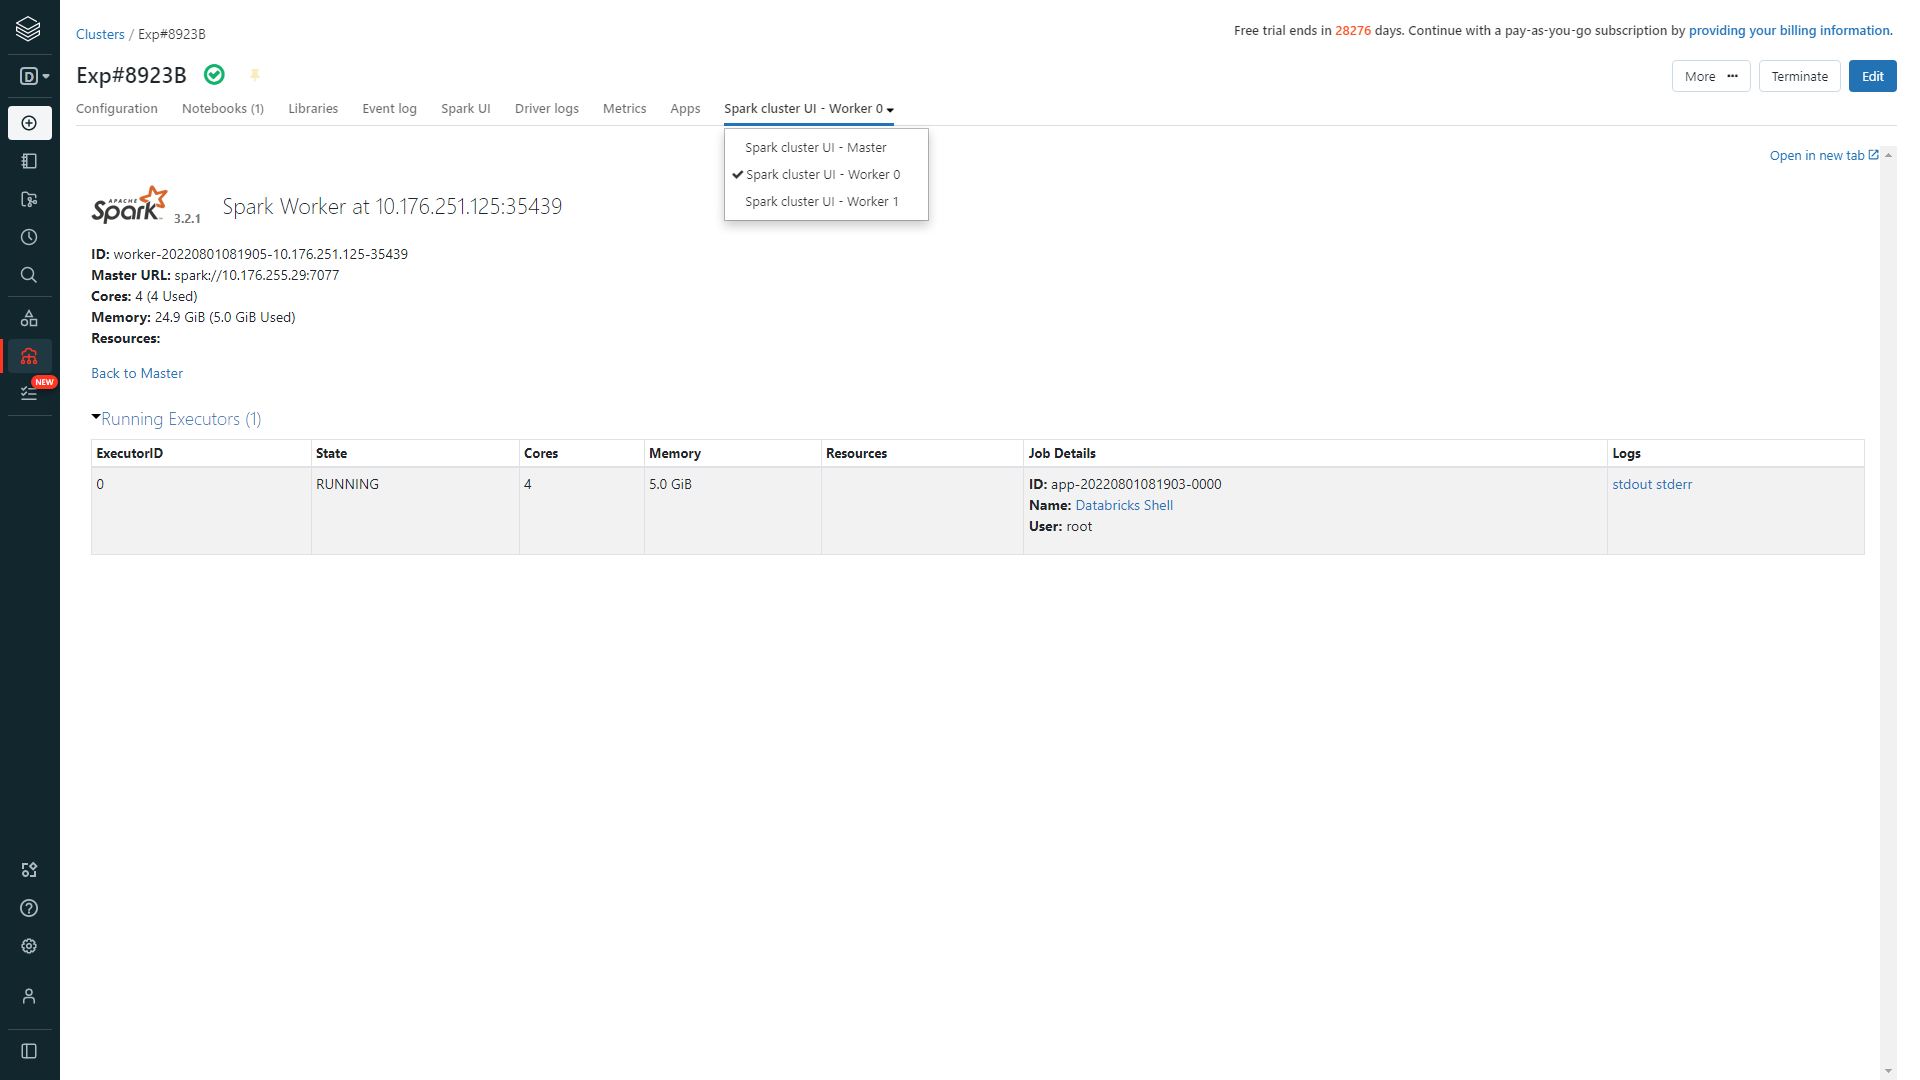 Clusters / Exp#8923B
Free trial ends in 28276 days. Continue with a pay-as-you-go subscription by providing your billing information.
D
Exp#8923B
More ••• Terminate Edit
Configuration Notebooks (1) Libraries Event log Spark UI Driver logs Metrics Apps Spark cluster UI - Worker 0
Spark cluster UI - Master
Spark cluster UI - Worker 0
Spark cluster UI - Worker 1
Open in new tab
APACHE Spark™ 3.2.1 Spark Worker at 10.176.251.125:35439
ID: worker-20220801081905-10.176.251.125-35439
Master URL: spark://10.176.255.29:7077
Cores: 4 (4 Used)
Memory: 24.9 GiB (5.0 GiB Used)
Resources:
Back to Master
NEW
Running Executors (1)
ExecutorID State Cores Memory Resources Job Details Logs
0 RUNNING 4 5.0 GiB ID: app-20220801081903-0000 stdout stderr
Name: Databricks Shell
User: root